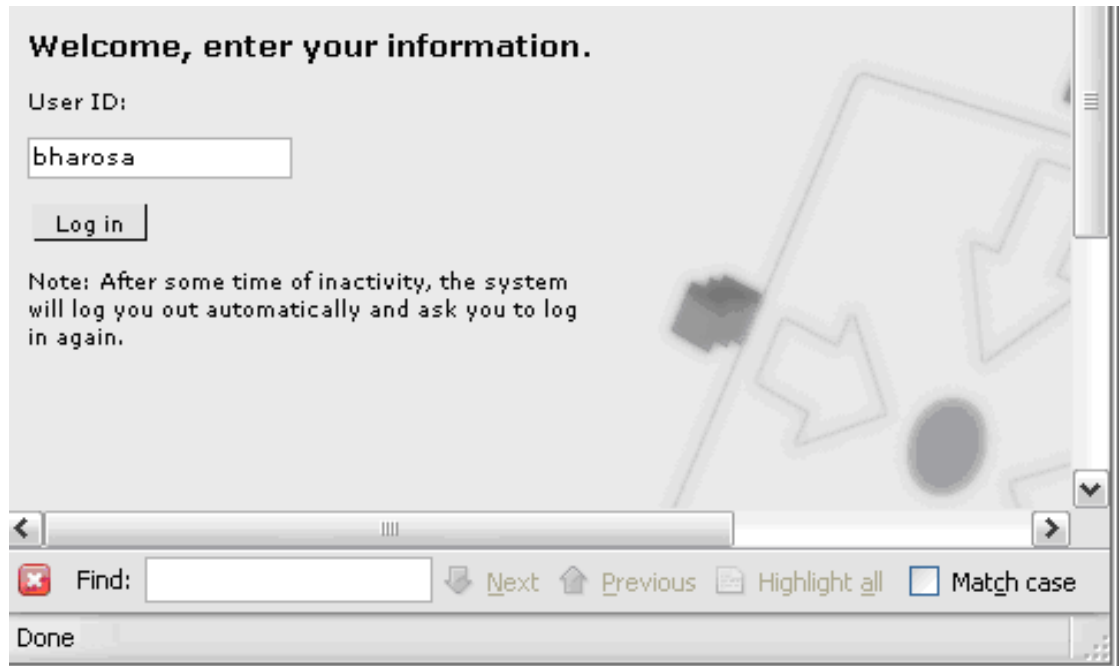 Welcome, enter your information.
User ID:
bharosa
Log in
Note: After some time of inactivity, the system
will log you out automatically and ask you to log
in again.
Find: Next Previous Highlight all Match case
Done